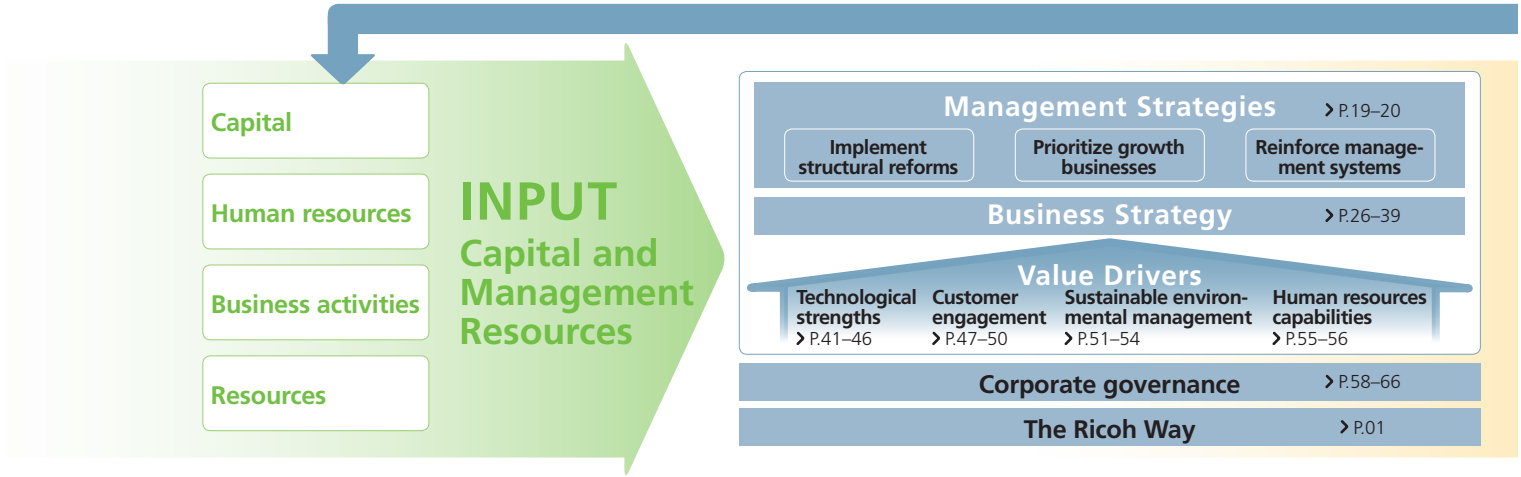 Capital
Human resources
Business activities
Resources
INPUT
Capital and
Management
Resources
Management Strategies > P.19–20
Implement
structural reforms
Prioritize growth
businesses
Reinforce manage-
ment systems
Business Strategy > P.26–39
Value Drivers
Technological
strengths
> P.41–46
Customer
engagement
> P.47–50
Sustainable environ-
mental management
> P.51–54
Human resources
capabilities
> P.55–56
Corporate governance > P.58–66
The Ricoh Way > P.01